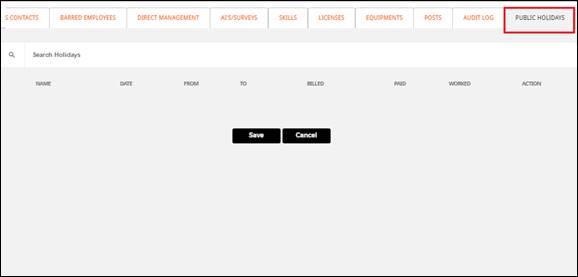 S CONTACTS BARRED EMPLOYEES DIRECT MANAGEMENT AI'S/SURVEYS SKILLS LICENSES EQUIPMENTS POSTS AUDIT LOG PUBLIC HOLIDAYS
Search Holidays
NAME DATE FROM TO BILLED PAID WORKED ACTION
Save Cancel